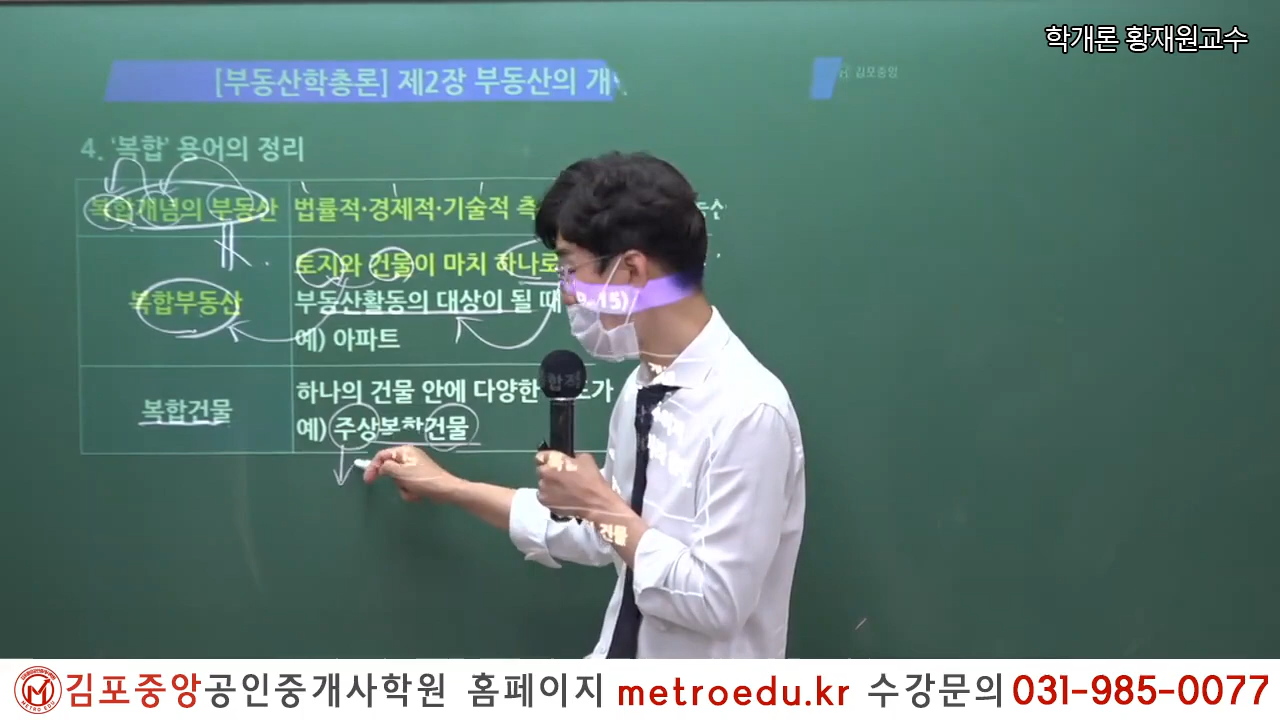 학개론 황재원교수
[부동산학총론] 제2장 부동산의 개
김포중앙
4. '복합' 용어의 정리
복합개념의 부동산
법률적·경제적·기술적 측
복합부동산
토지와 건물이 마치 하나로
부동산활동의 대상이 될 때
15)
예) 아파트
복합건물
하나의 건물 안에 다양한
예) 주상복합건물
건물
METRO EDU
김포중앙공인중개사학원 홈페이지 metroedu.kr 수강문의 031-985-0077